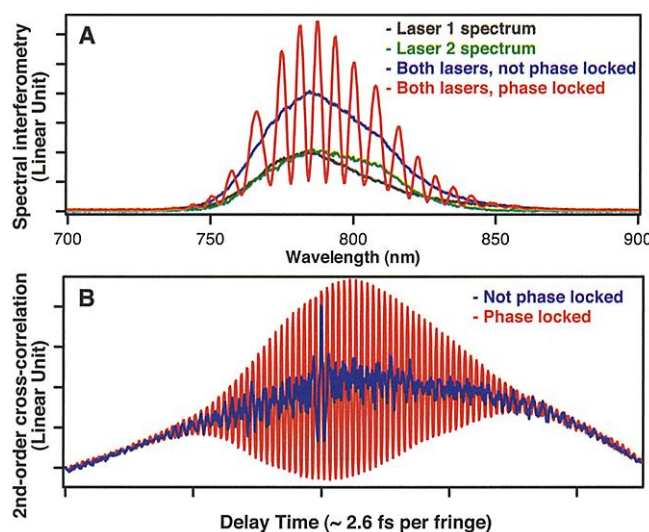 A
- Laser 1 spectrum
- Laser 2 spectrum
- Both lasers, not phase locked
- Both lasers, phase locked
Spectral interferometry
(Linear Unit)
700
750
800
850
900
Wavelength (nm)
B
- Not phase locked
- Phase locked
2nd-order cross-correlation
(Linear Unit)
Delay Time (~ 2.6 fs per fringe)